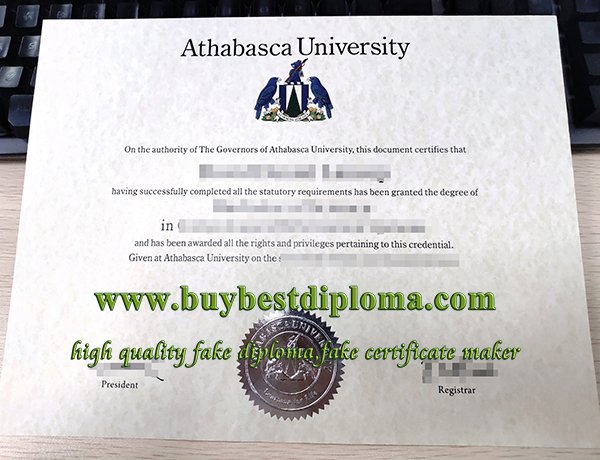 Athabasca University
On the authority of The Governors of Athabasca University, this document certifies that
having successfully completed all the statutory requirements has been granted the degree of
in
and has been awarded all the rights and privileges pertaining to this credential.
Given at Athabasca University on the
www.buybestdiploma.com
high quality fake diploma,fake certificate maker
President
Registrar